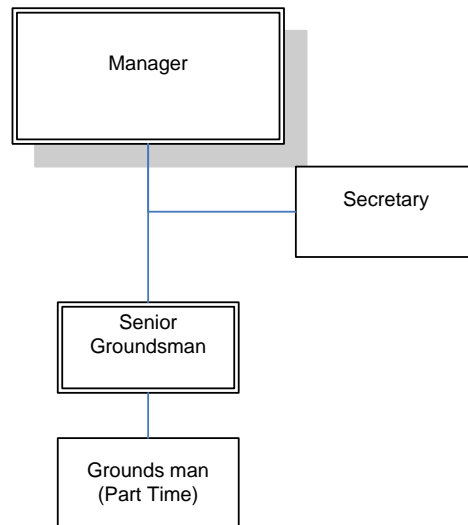 Manager
Secretary
Senior
Groundsman
Grounds man
(Part Time)